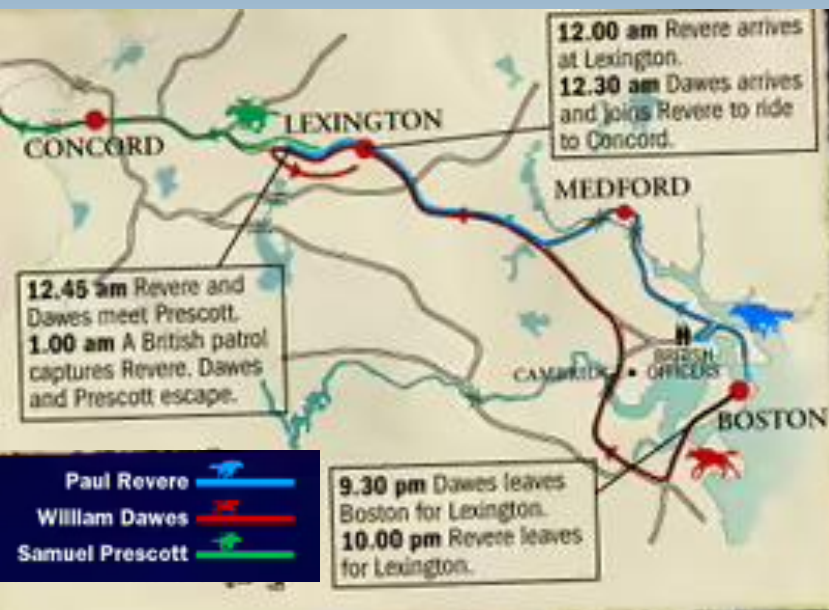 12.00 am Revere arrives
at Lexington.
12.30 am Dawes arrives
and joins Revere to ride
to Concord.
LEXINGTON
CONCORD
MEDFORD
12.45 am Revere and
Dawes meet Prescott.
1.00 am A British patrol
captures Revere. Dawes
and Prescott escape.
BRITISH
OFFICERS
BOSTON
Paul Revere
William Dawes
Samuel Prescott
9.30 pm Dawes leaves
Boston for Lexington.
10.00 pm Revere leaves
for Lexington.